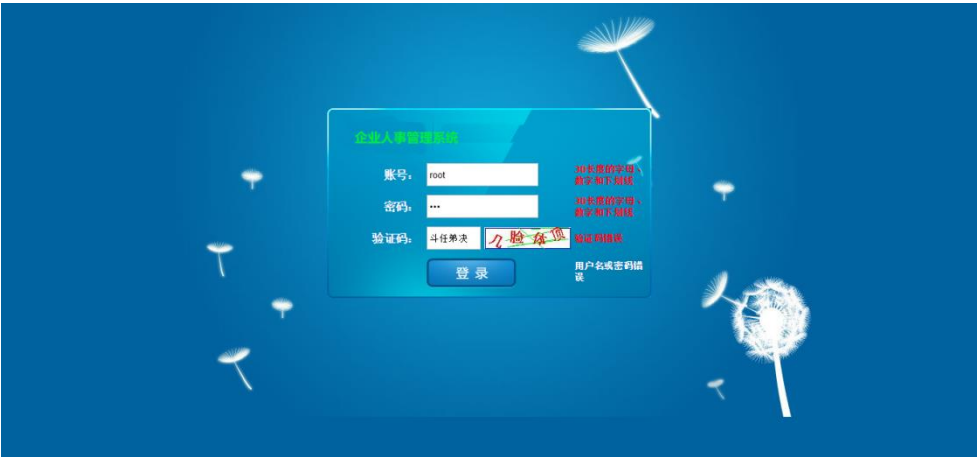 企业人事管理系统
账号：
root
30长度的字母、
数字和下划线
密码：
•••
30长度的字母、
数字和下划线
验证码：
斗任弟决
验证码错误
登 录
用户名或密码错
误